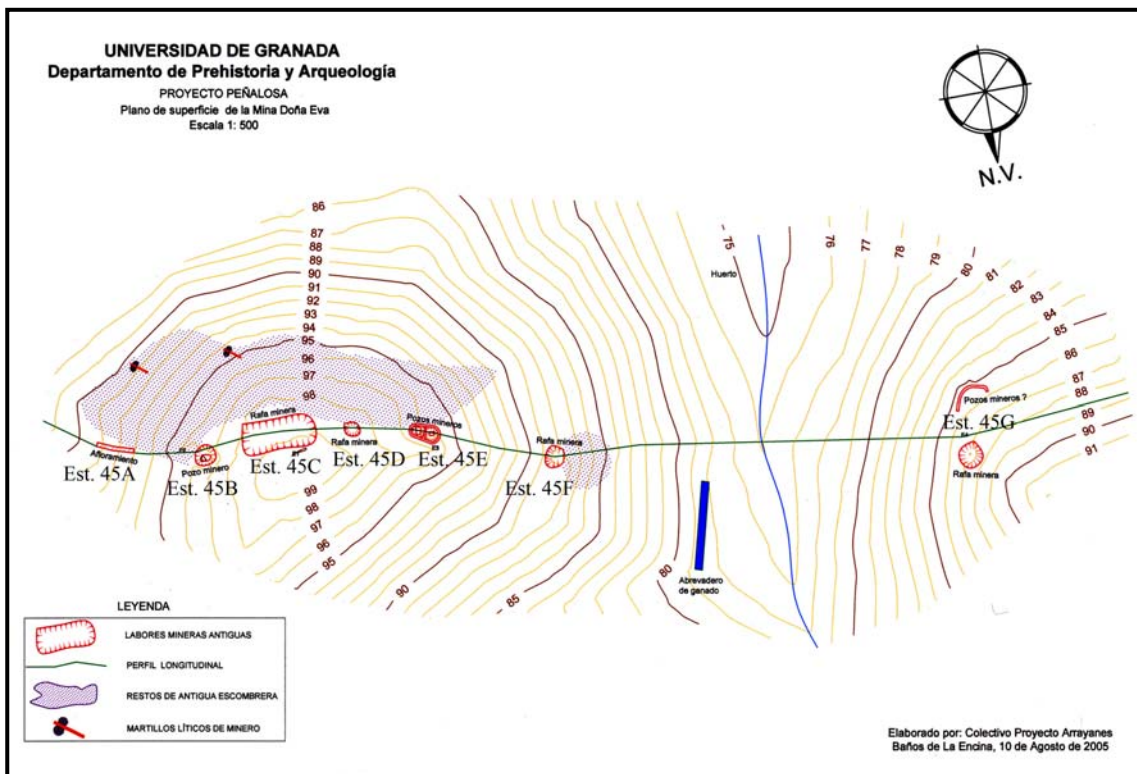 UNIVERSIDAD DE GRANADA
Departamento de Prehistoria y Arqueología
PROYECTO PEÑALOSA
Plano de superficie de la Mina Doña Eva
Escala 1: 500
N.V.
86
87
88
89
90
91
92
93
94
95
96
97
98
75
76
77
78
79
80
81
82
83
84
85
86
87
88
89
90
91
Huerto
Rafa minera
Pozos mineros
Pozos mineros ?
Est. 45G
Afloramiento
Est. 45A
Pozo minero
Est. 45B
Est. 45C
Rafa minera
Est. 45D
Est. 45E
Rafa minera
Est. 45F
Rafa minera
99
98
97
96
95
90
85
80
Abrevadero
de ganado
LEYENDA
LABORES MINERAS ANTIGUAS
PERFIL LONGITUDINAL
RESTOS DE ANTIGUA ESCOMBRERA
MARTILLOS LÍTICOS DE MINERO
Elaborado por: Colectivo Proyecto Arrayanes
Baños de La Encina, 10 de Agosto de 2005